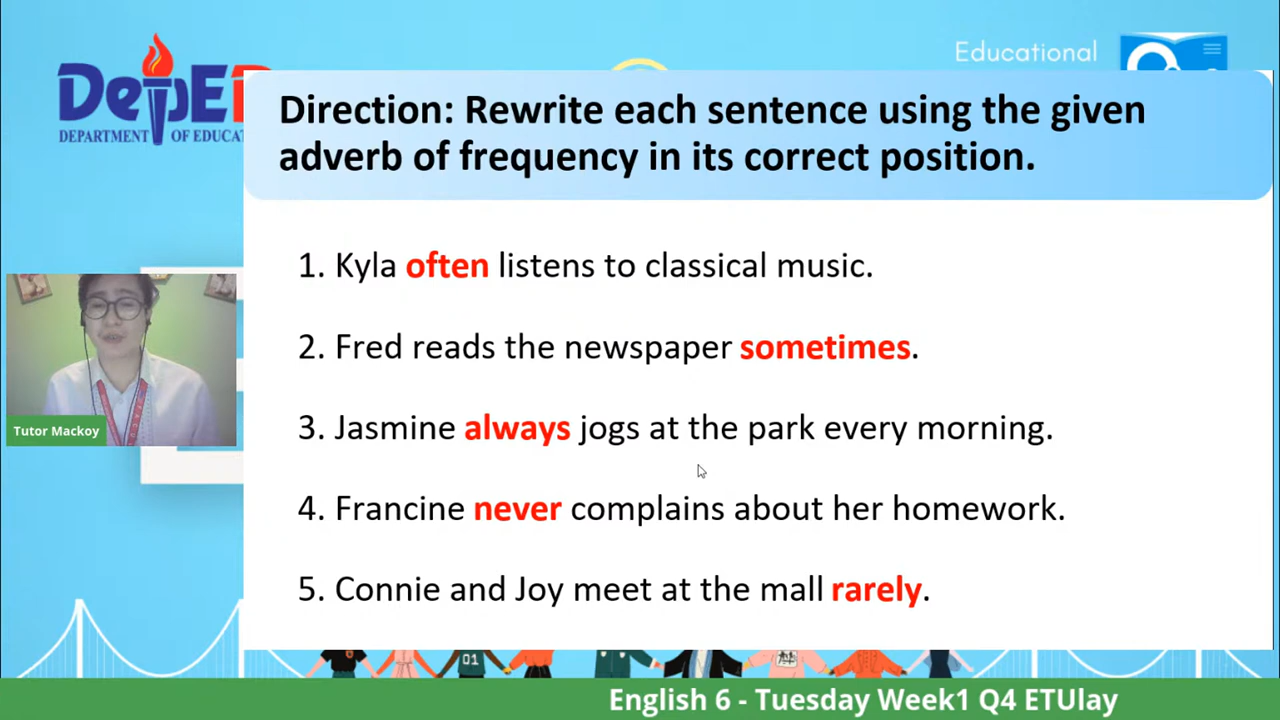 Educational
DepED
DEPARTMENT OF EDUCAT
Direction: Rewrite each sentence using the given
adverb of frequency in its correct position.
1. Kyla often listens to classical music.
2. Fred reads the newspaper sometimes.
3. Jasmine always jogs at the park every morning.
4. Francine never complains about her homework.
5. Connie and Joy meet at the mall rarely.
Tutor Mackoy
01
English 6 - Tuesday Week1 Q4 ETUlay